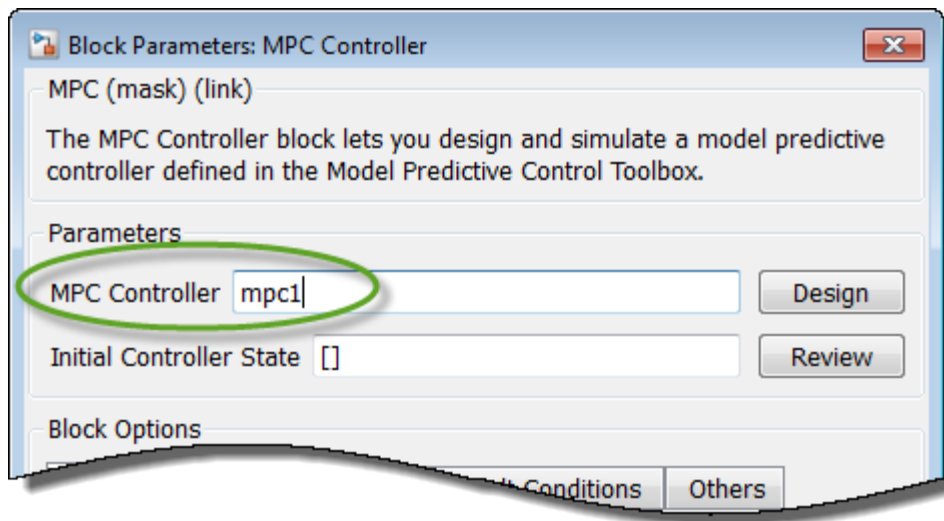 Block Parameters: MPC Controller
MPC (mask) (link)
The MPC Controller block lets you design and simulate a model predictive
controller defined in the Model Predictive Control Toolbox.
Parameters
MPC Controller mpc1 Design
Initial Controller State [] Review
Block Options
Conditions Others